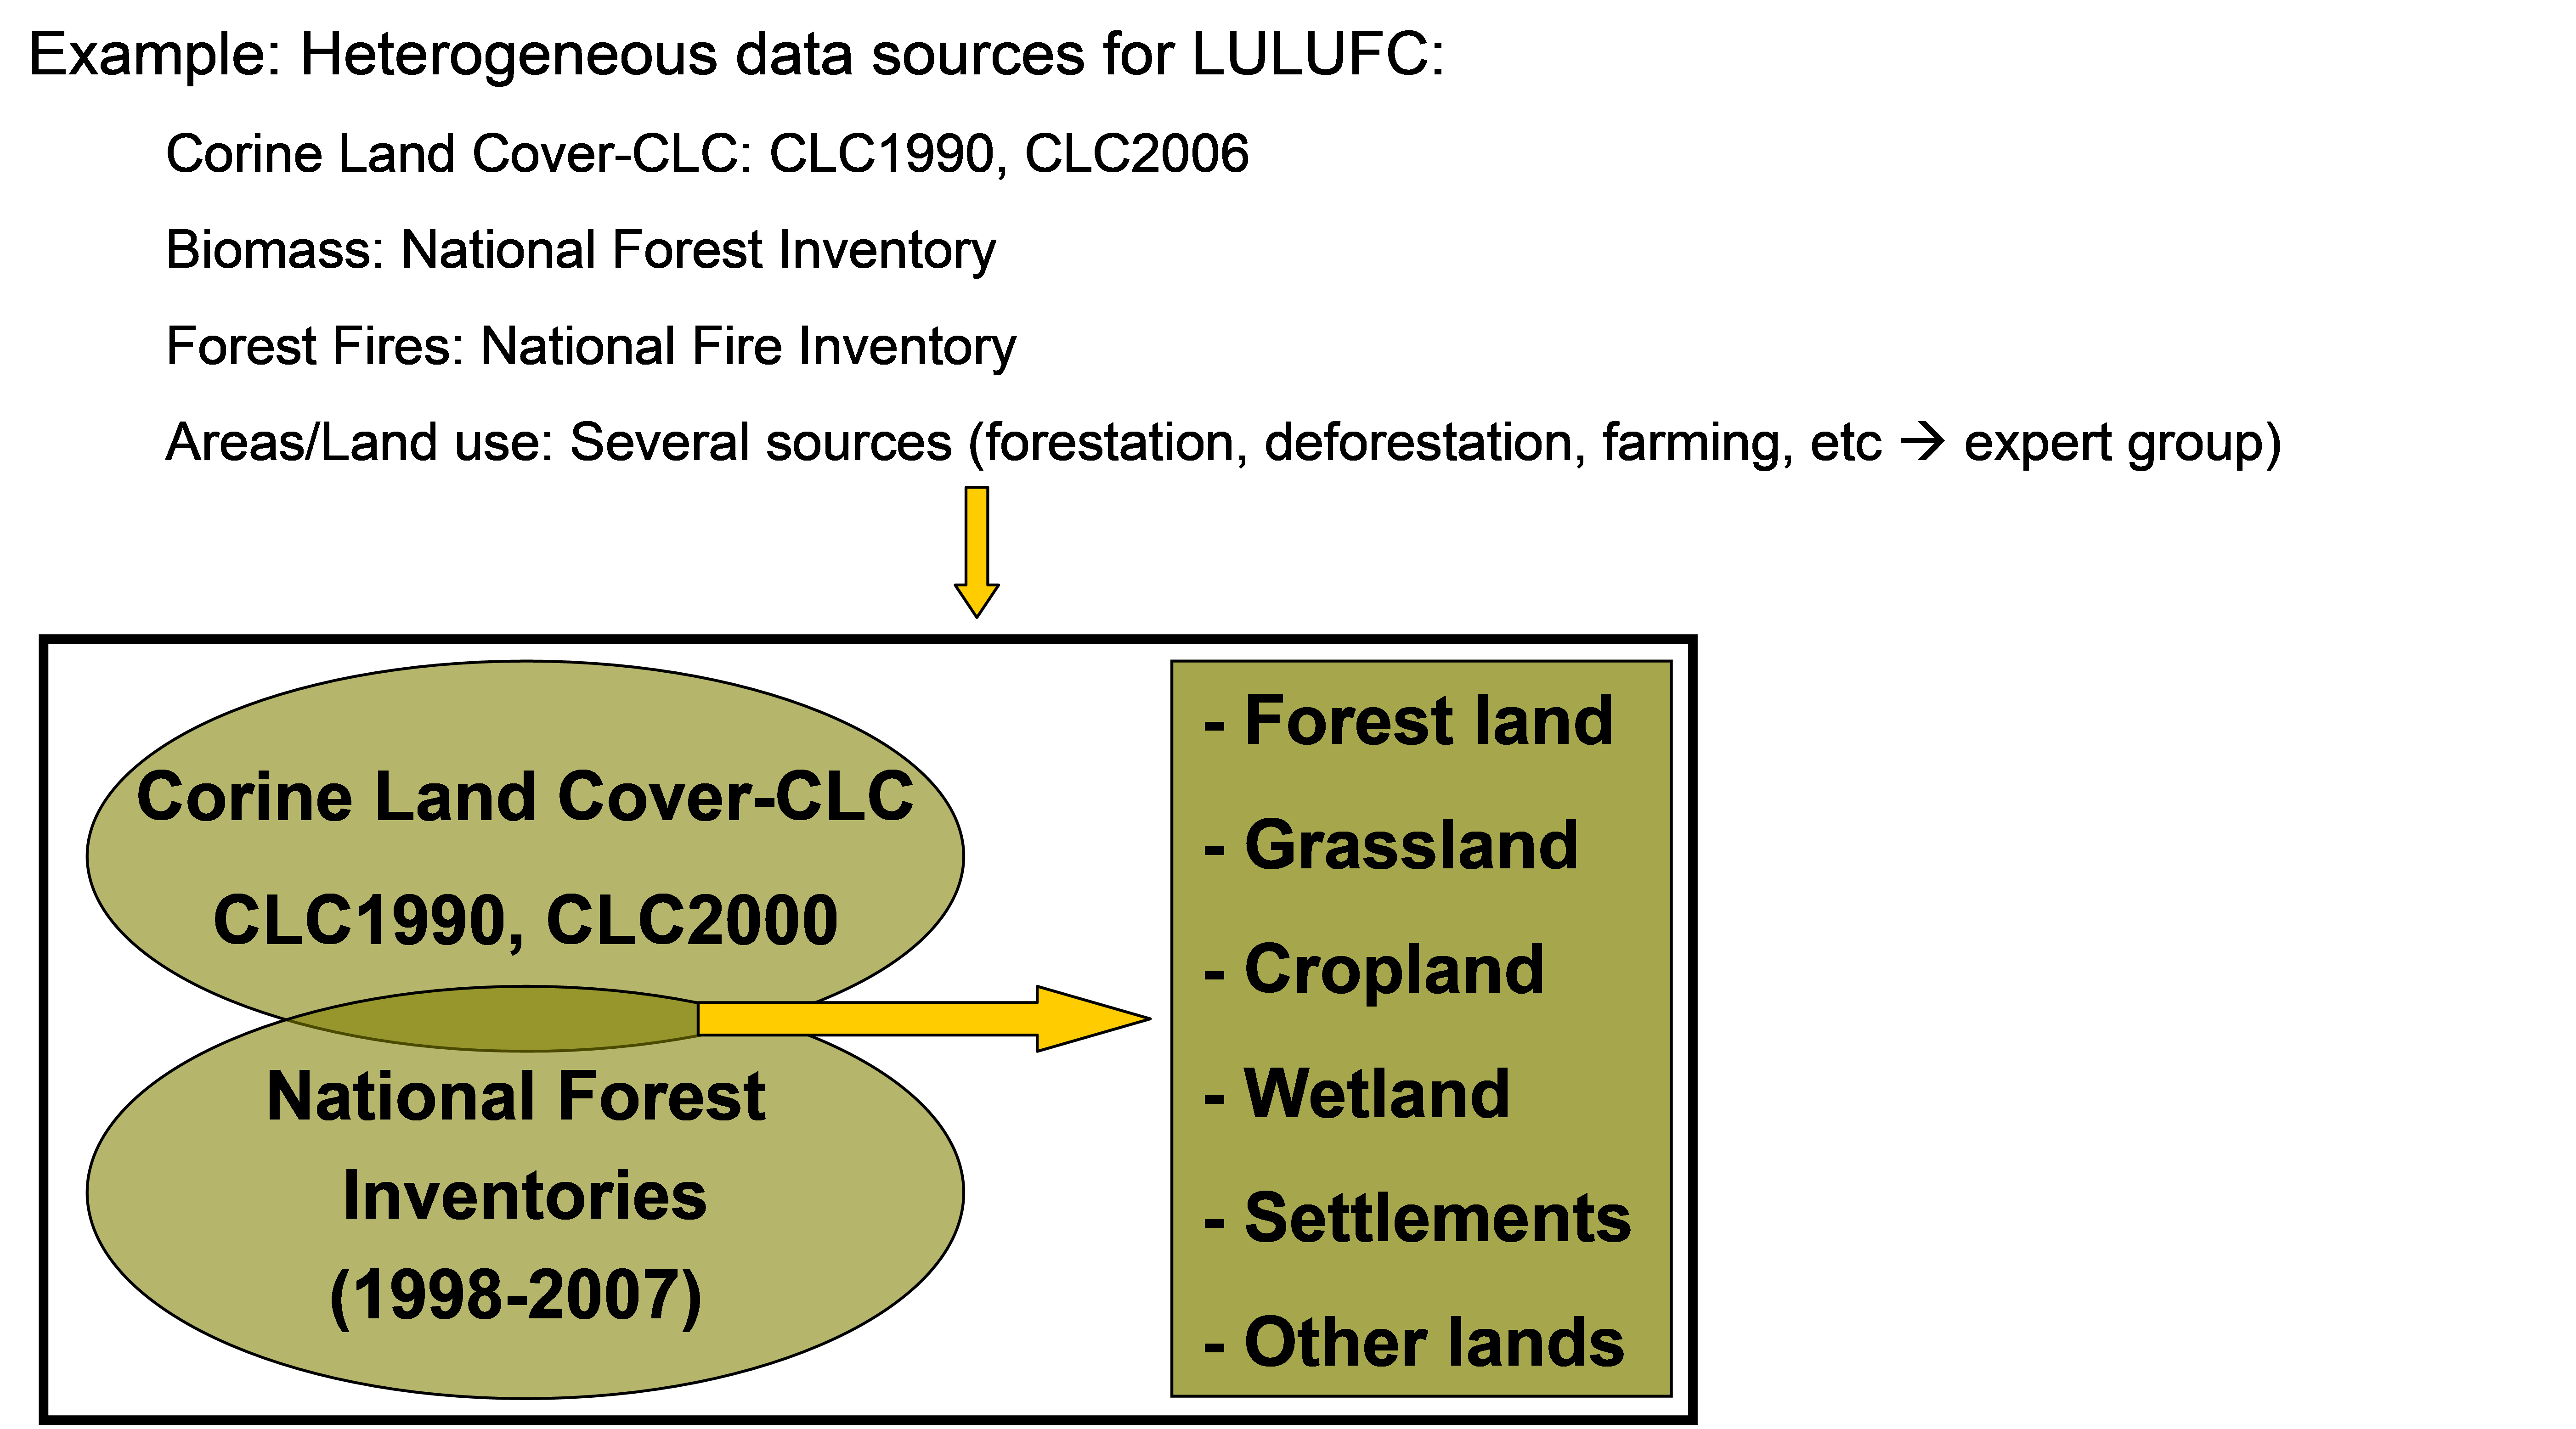 Example: Heterogeneous data sources for LULUFC:
Corine Land Cover-CLC: CLC1990, CLC2006
Biomass: National Forest Inventory
Forest Fires: National Fire Inventory
Areas/Land use: Several sources (forestation, deforestation, farming, etc → expert group)
Corine Land Cover-CLC
CLC1990, CLC2000
National Forest
Inventories
(1998-2007)
- Forest land
- Grassland
- Cropland
- Wetland
- Settlements
- Other lands